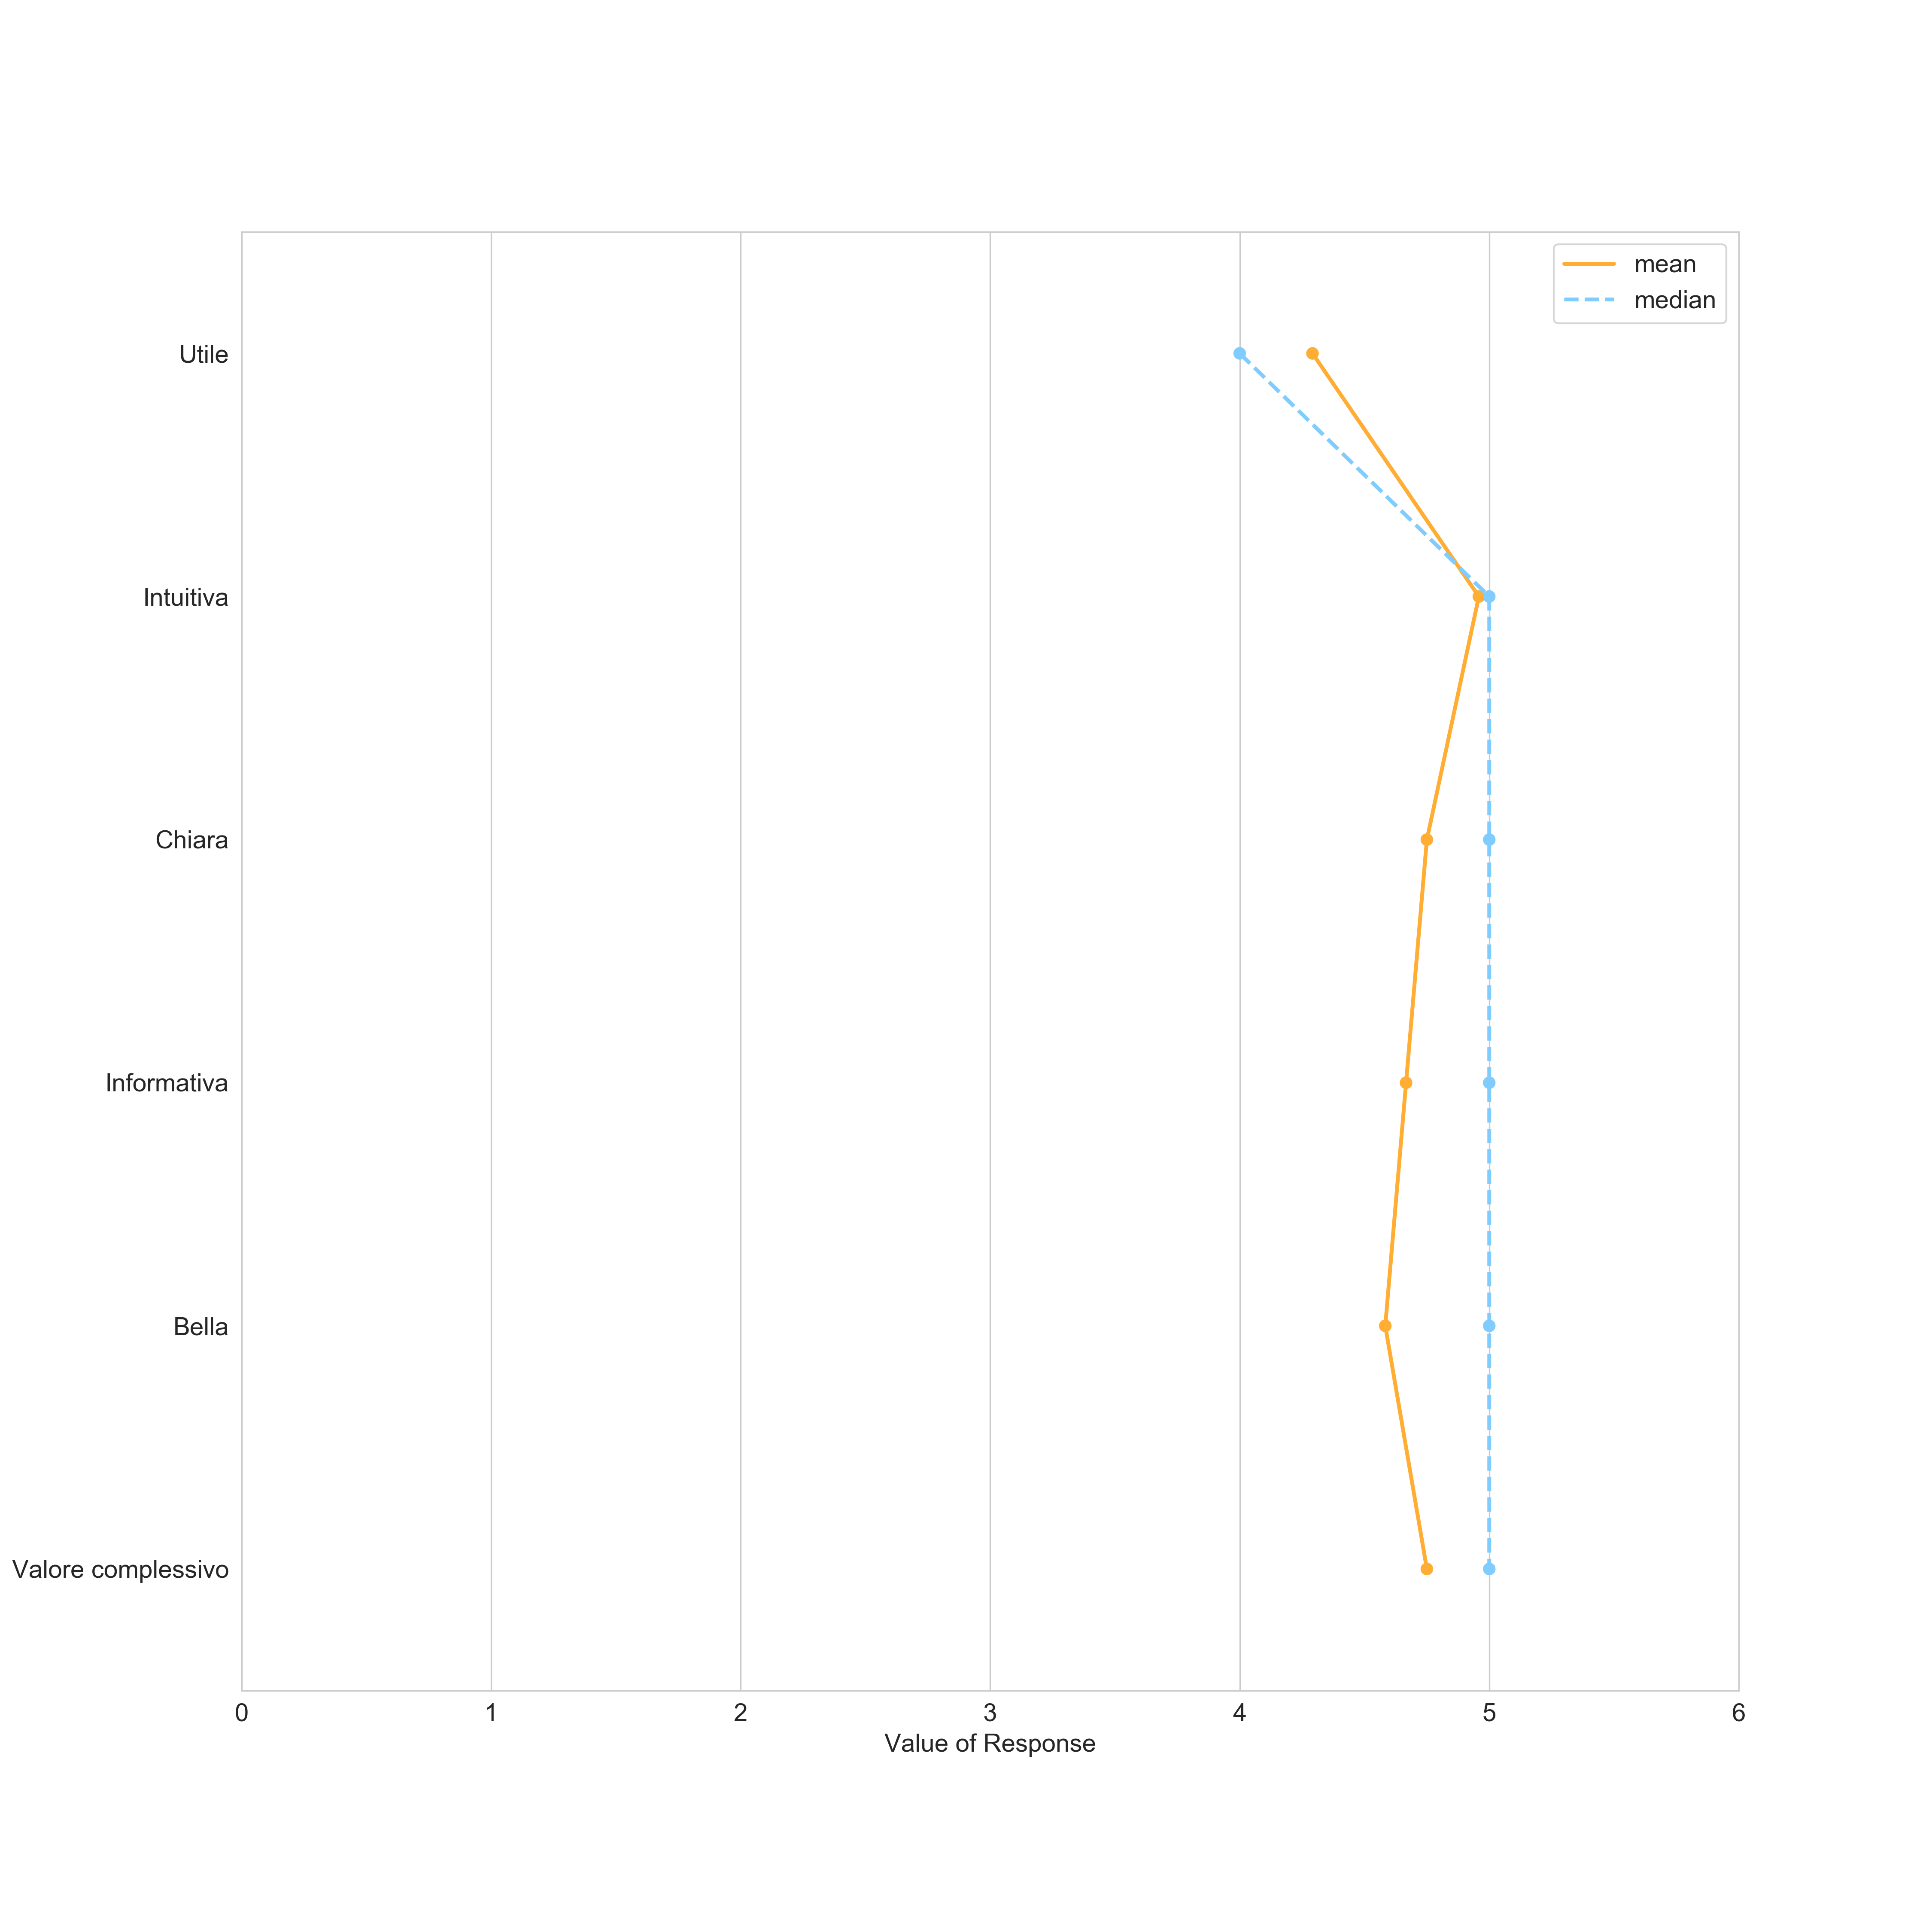 mean
median
Utile
Intuitiva
Chiara
Informativa
Bella
Valore complessivo
0 1 2 3 4 5 6
Value of Response